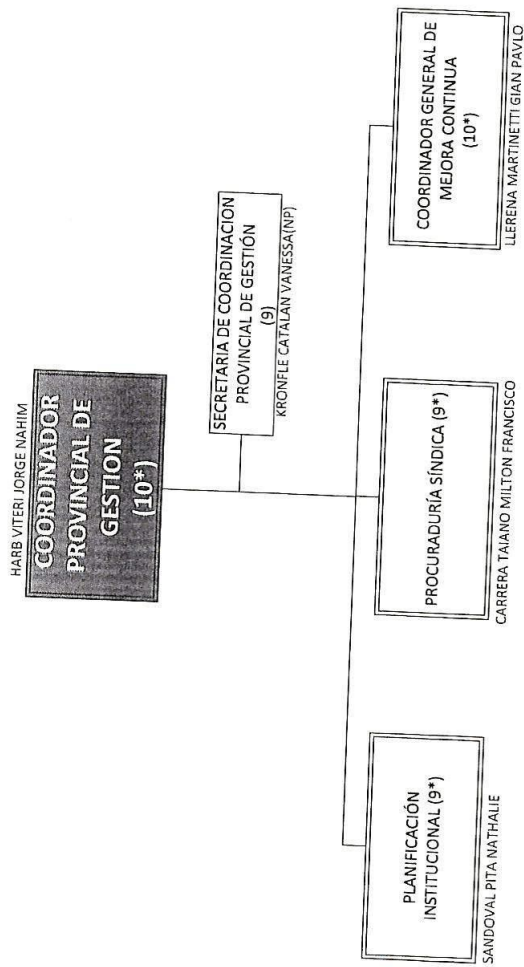 HARB VITERI JORGE NAHIM
COORDINADOR
PROVINCIAL DE
GESTION
(10*)
SECRETARIA DE COORDINACION
PROVINCIAL DE GESTIÓN
(9)
KRONFLE CATALAN VANESSA(NP)
PLANIFICACIÓN
INSTITUCIONAL (9*)
SANDOVAL PITA NATHALIE
PROCURADURÍA SÍNDICA (9*)
CARRERA TAIANO MILTON FRANCISCO
COORDINADOR GENERAL DE
MEJORA CONTINUA
(10*)
LLERENA MARTINETTI GIAN PAVLO